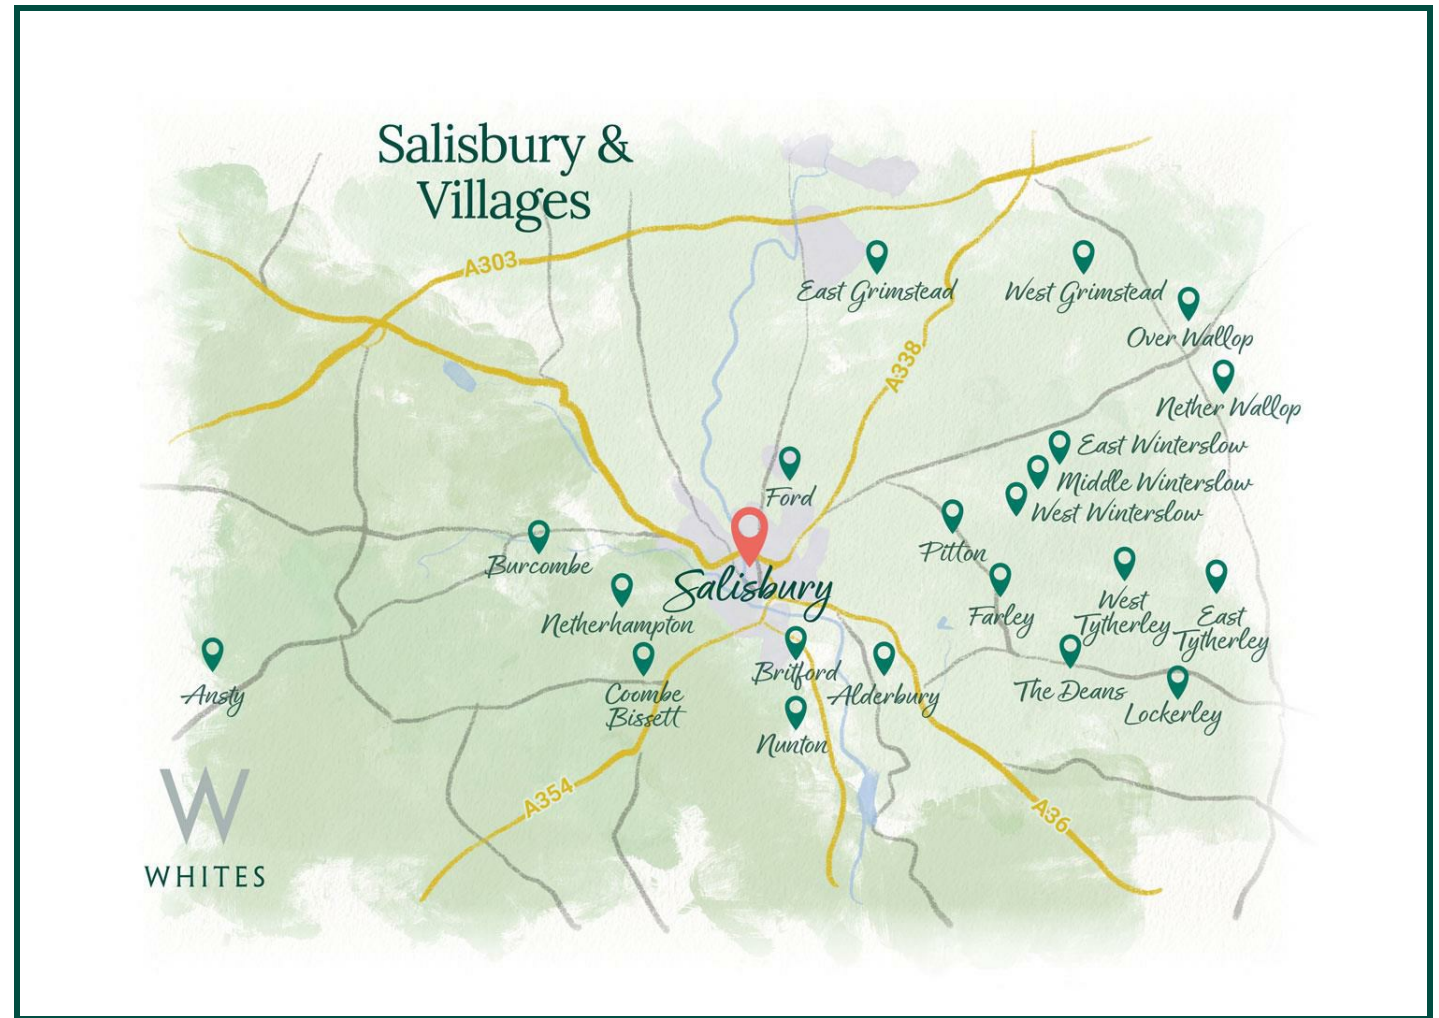 Salisbury &
Villages
A303
East Grimstead
West Grimstead
Over Wallop
A338
Nether Wallop
East Winterslow
Middle Winterslow
West Winterslow
Ford
Pitton
Burcombe
Salisbury
Netherhampton
Farley
West
Tytherley
East
Tytherley
Britford
Alderbury
Ansty
Coombe
Bissett
The Deans
Lockerley
Nunton
A354
A36
W
WHITES